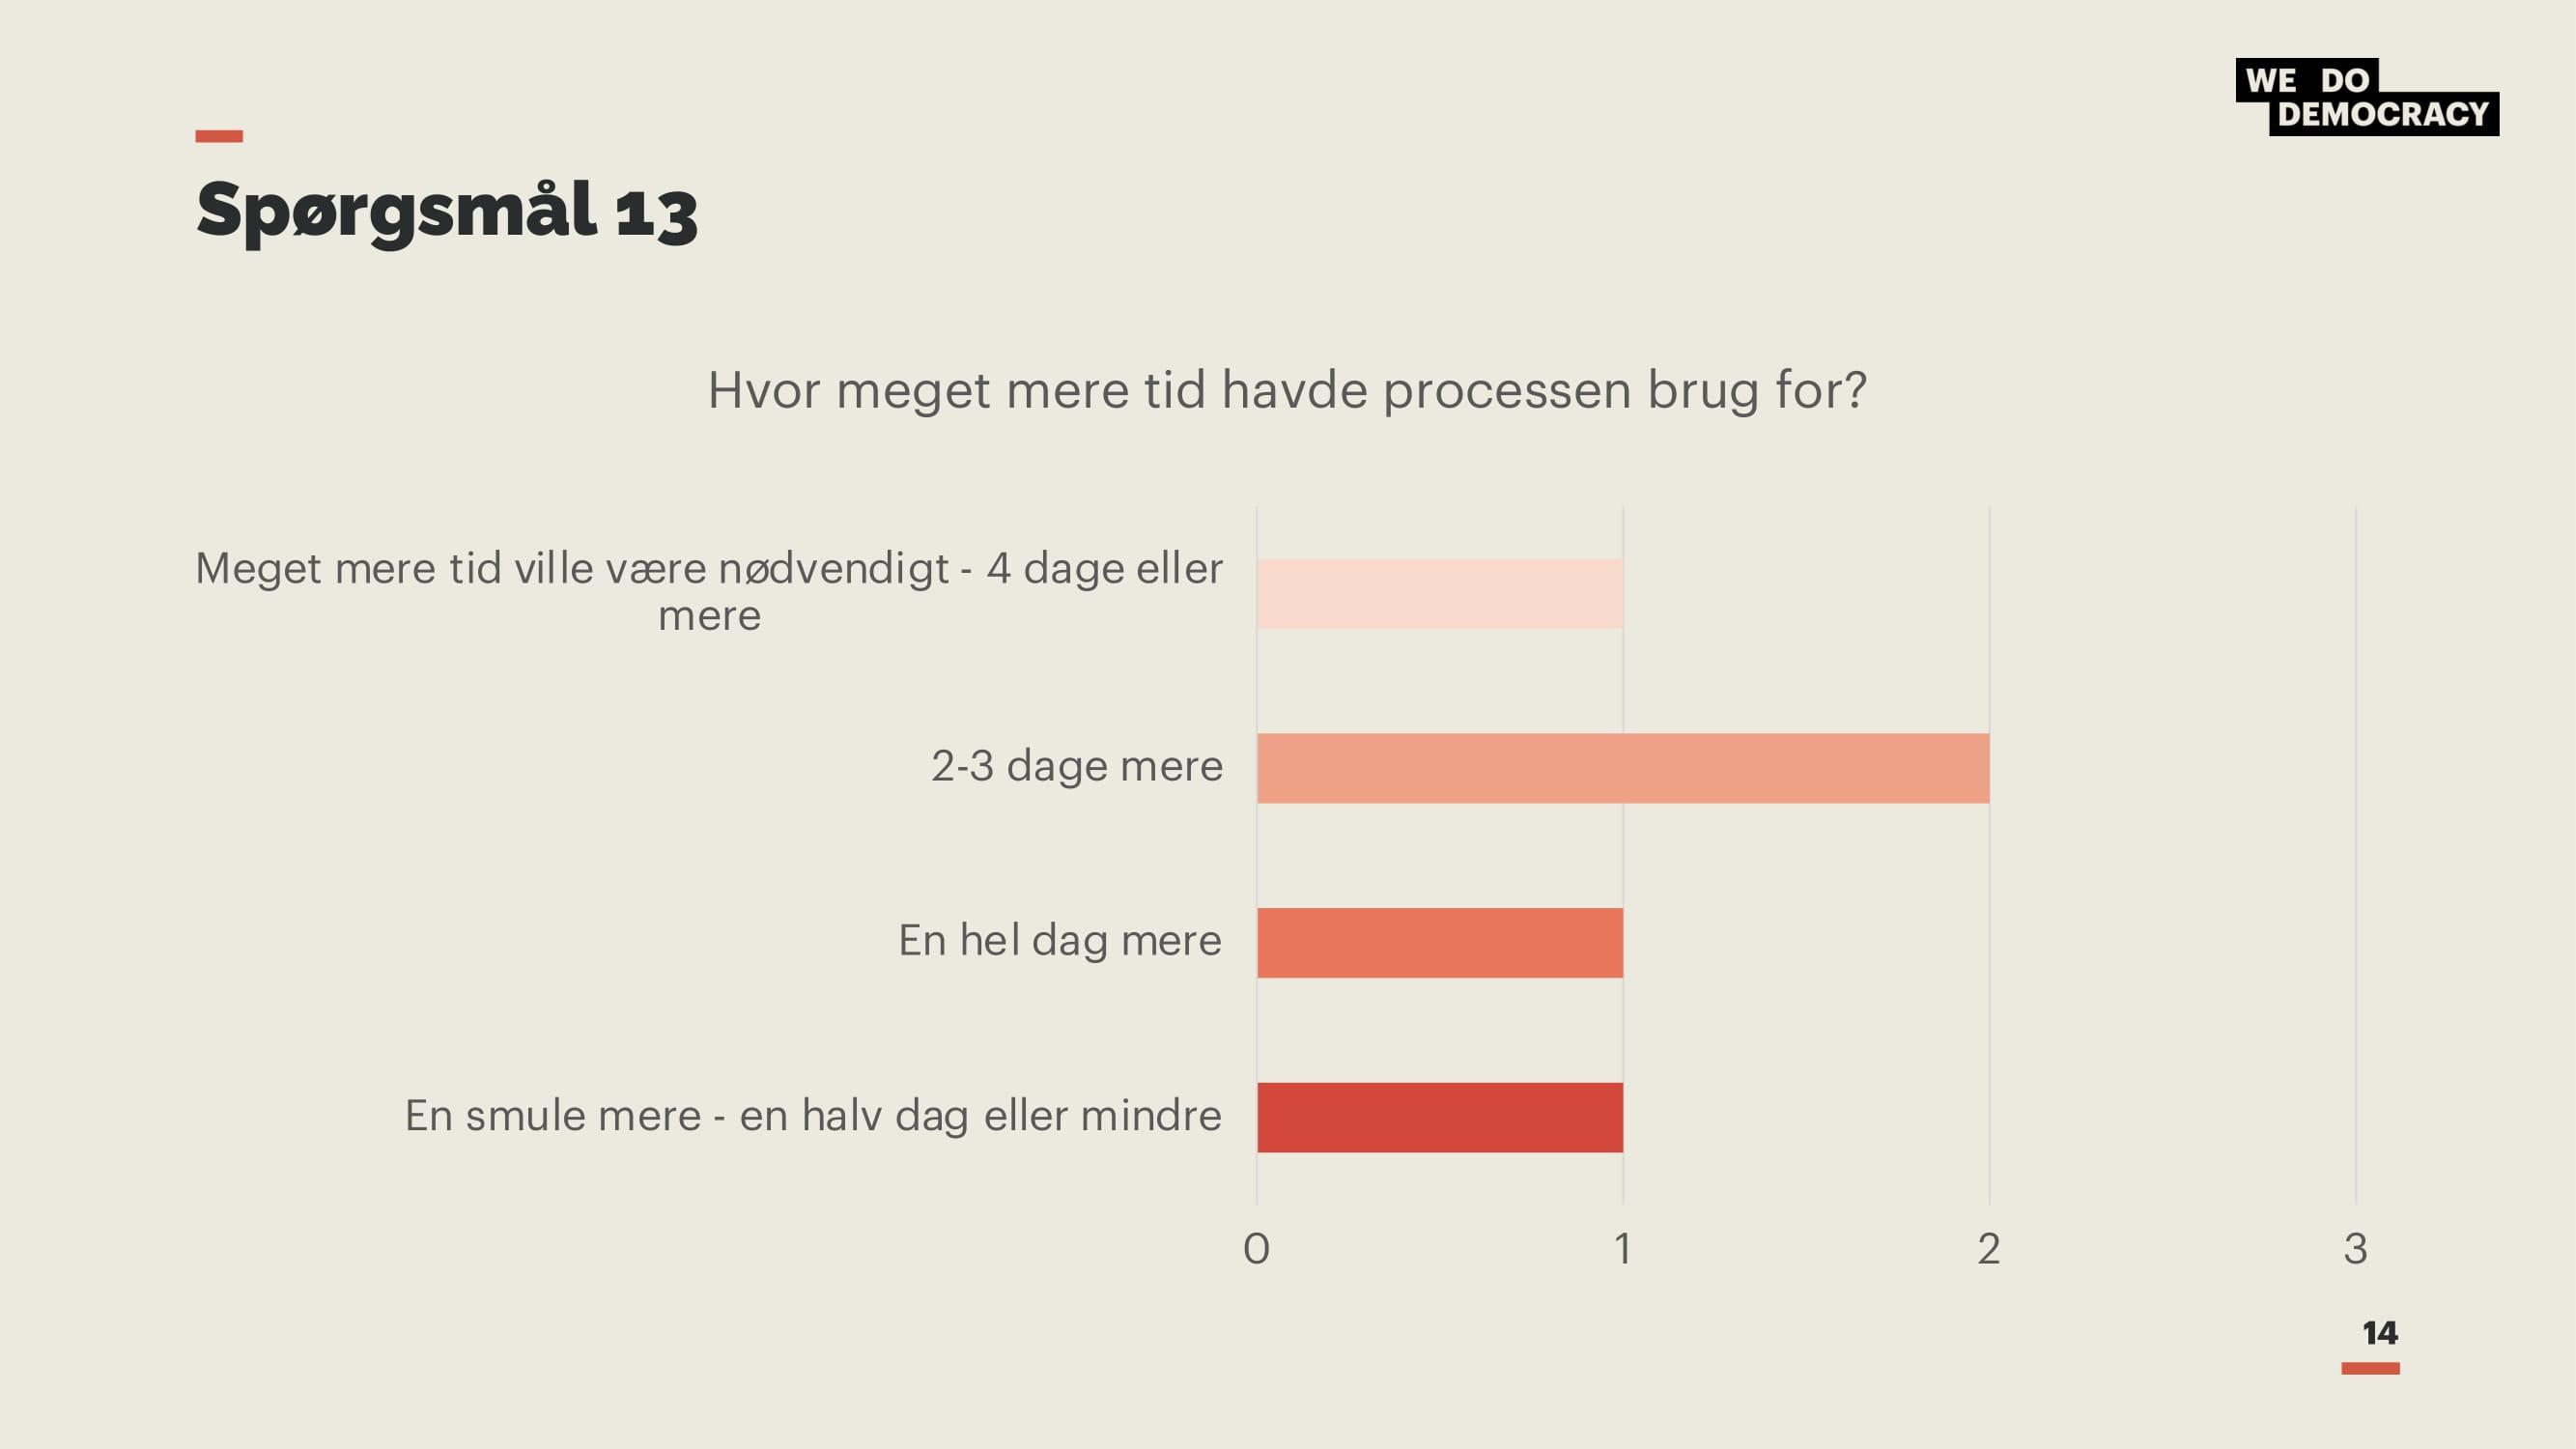 WE DO
DEMOCRACY
Spørgsmål 13
Hvor meget mere tid havde processen brug for?
Meget mere tid ville være nødvendigt - 4 dage eller
mere
2-3 dage mere
En hel dag mere
En smule mere - en halv dag eller mindre
0 1 2 3
14